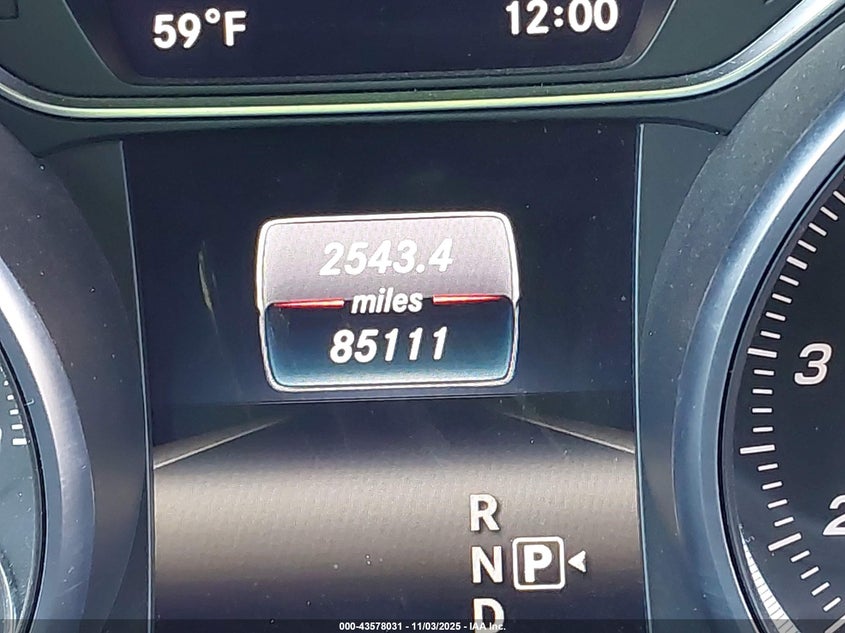 59°F 12:00
2543.4
miles
85111
R
N P
D
3
2
000-43578031 - 11/03/2025 - IAA Inc.